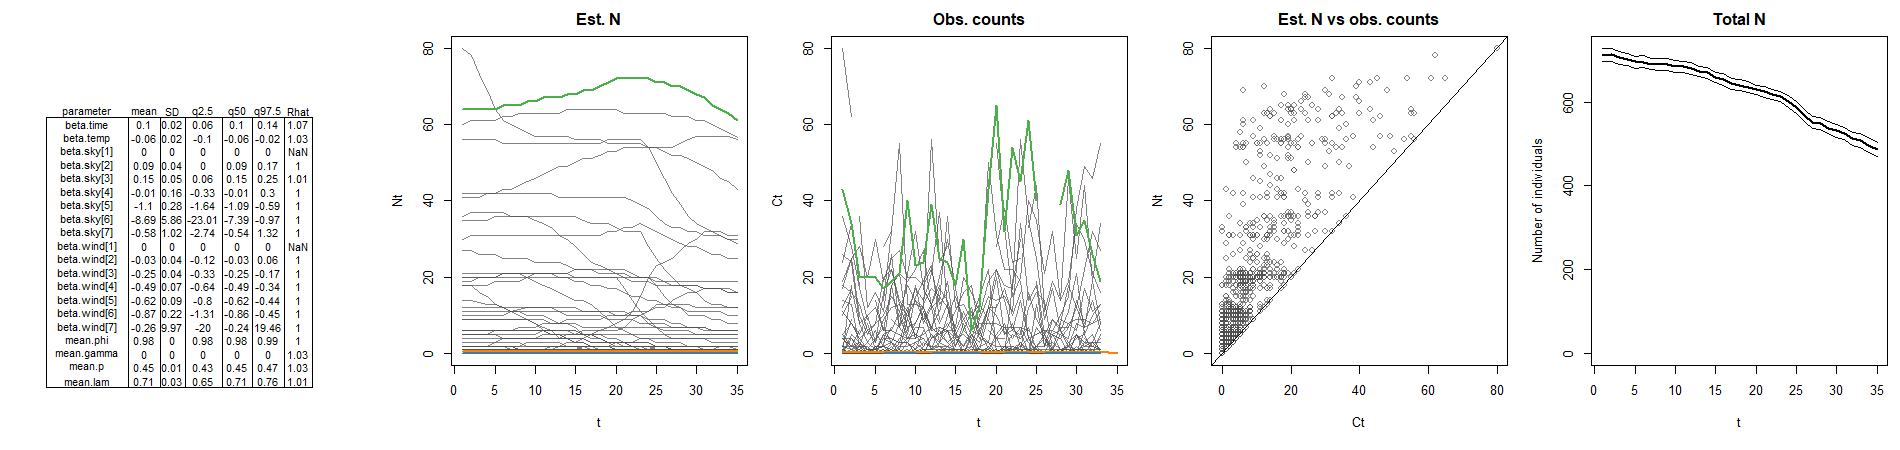 parameter mean SD q2.5 q50 q97.5 Rhat
beta.time 0.1 0.02 0.06 0.1 0.14 1.07
beta.temp -0.06 0.02 -0.1 -0.06 -0.02 1.03
beta.sky[1] 0 0 0 0 0 NaN
beta.sky[2] 0.09 0.04 0 0.09 0.17 1
beta.sky[3] 0.15 0.05 0.06 0.15 0.25 1.01
beta.sky[4] -0.01 0.16 -0.33 -0.01 0.3 1
beta.sky[5] -1.1 0.28 -1.64 -1.09 -0.59 1
beta.sky[6] -8.69 5.86 -23.01 -7.39 -0.97 1
beta.sky[7] -0.58 1.02 -2.74 -0.54 1.32 1
beta.wind[1] 0 0 0 0 0 NaN
beta.wind[2] -0.03 0.04 -0.12 -0.03 0.06 1
beta.wind[3] -0.25 0.04 -0.33 -0.25 -0.17 1
beta.wind[4] -0.49 0.07 -0.64 -0.49 -0.34 1
beta.wind[5] -0.62 0.09 -0.8 -0.62 -0.44 1
beta.wind[6] -0.87 0.22 -1.31 -0.86 -0.45 1
beta.wind[7] -0.26 9.97 -20 -0.24 19.46 1
mean.phi 0.98 0 0.98 0.98 0.99 1
mean.gamma 0 0 0 0 0 1.03
mean.p 0.45 0.01 0.43 0.45 0.47 1.03
mean.lam 0.71 0.03 0.65 0.71 0.76 1.01
Est. N
Nt
80
60
40
20
0
0 5 10 15 20 25 30 35
t
Obs. counts
Ct
80
60
40
20
0
0 5 10 15 20 25 30 35
t
Est. N vs obs. counts
Nt
80
60
40
20
0
0 20 40 60 80
Ct
Total N
Number of individuals
600
400
200
0
0 5 10 15 20 25 30 35
t